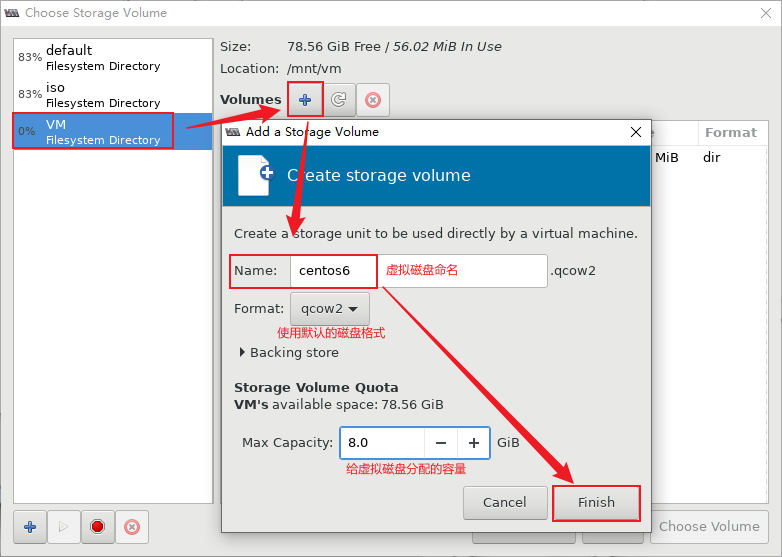 Choose Storage Volume
83%
default
Filesystem Directory
83%
iso
Filesystem Directory
0%
VM
Filesystem Directory
Size: 78.56 GiB Free / 56.02 MiB In Use
Location: /mnt/vm
Volumes
Format
MiB dir
Add a Storage Volume
Create storage volume
Create a storage unit to be used directly by a virtual machine.
Name: centos6 虚拟磁盘命名 .qcow2
Format: qcow2
使用默认的磁盘格式
Backing store
Storage Volume Quota
VM's available space: 78.56 GiB
Max Capacity: 8.0 GiB
给虚拟磁盘分配的容量
Cancel Finish
Choose Volume